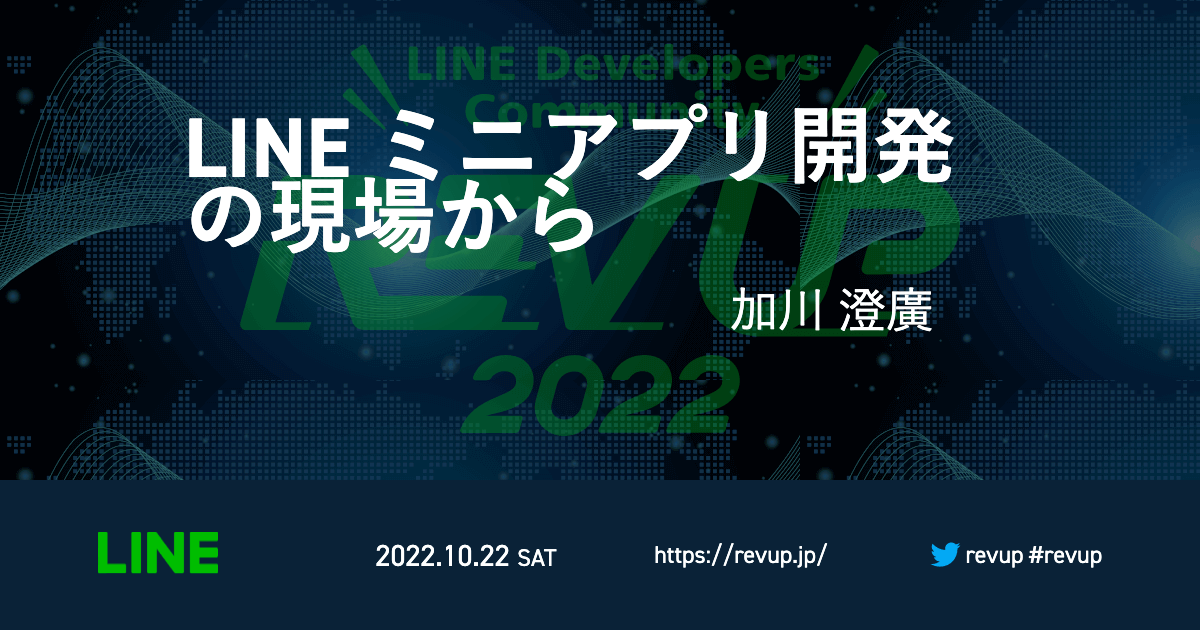 LINE Developers
Community
LINE ミニアプリ開発
の現場から
REVUP
加川 澄廣
2022
LINE
2022.10.22 SAT
https://revup.jp/
revup #revup